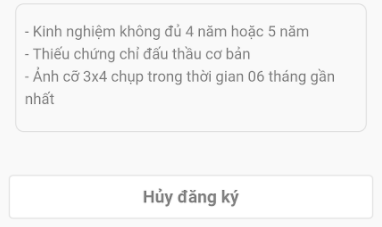 - Kinh nghiệm không đủ 4 năm hoặc 5 năm
- Thiếu chứng chỉ đấu thầu cơ bản
- Ảnh cỡ 3x4 chụp trong thời gian 06 tháng gần
nhất
Hủy đăng ký